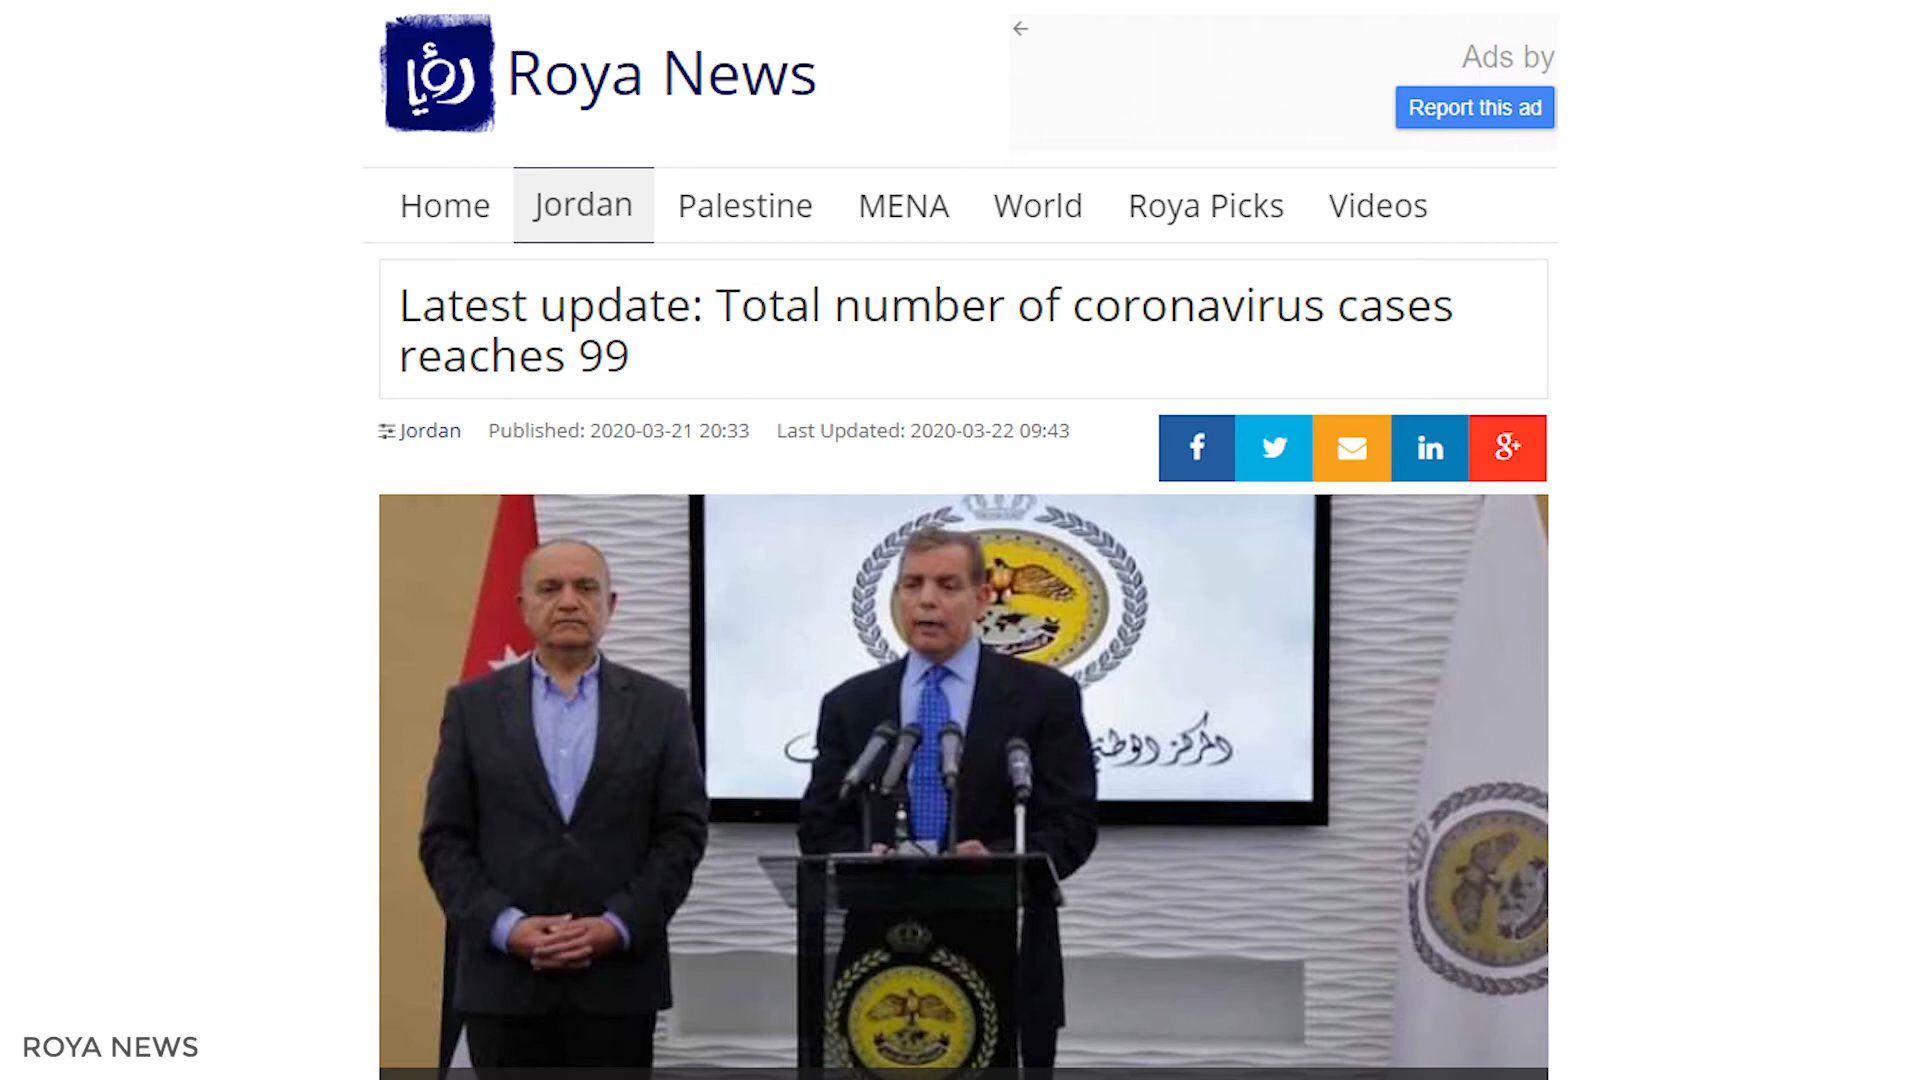 رؤيا
Roya News
Ads by
Report this ad
Home Jordan Palestine MENA World Roya Picks Videos
Latest update: Total number of coronavirus cases
reaches 99
Jordan Published: 2020-03-21 20:33 Last Updated: 2020-03-22 09:43
f in g+
المركز الوطني
ROYA NEWS